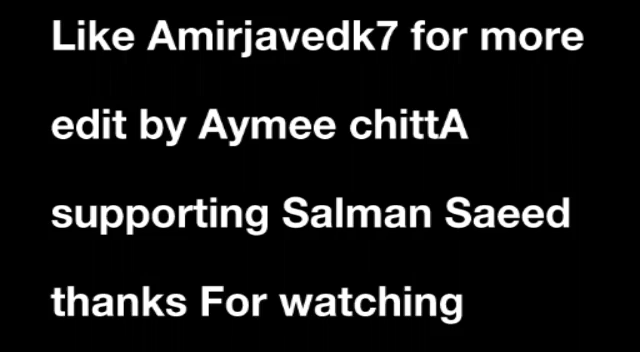 Like Amirjavedk7 for more
edit by Aymee chittA
supporting Salman Saeed
thanks For watching